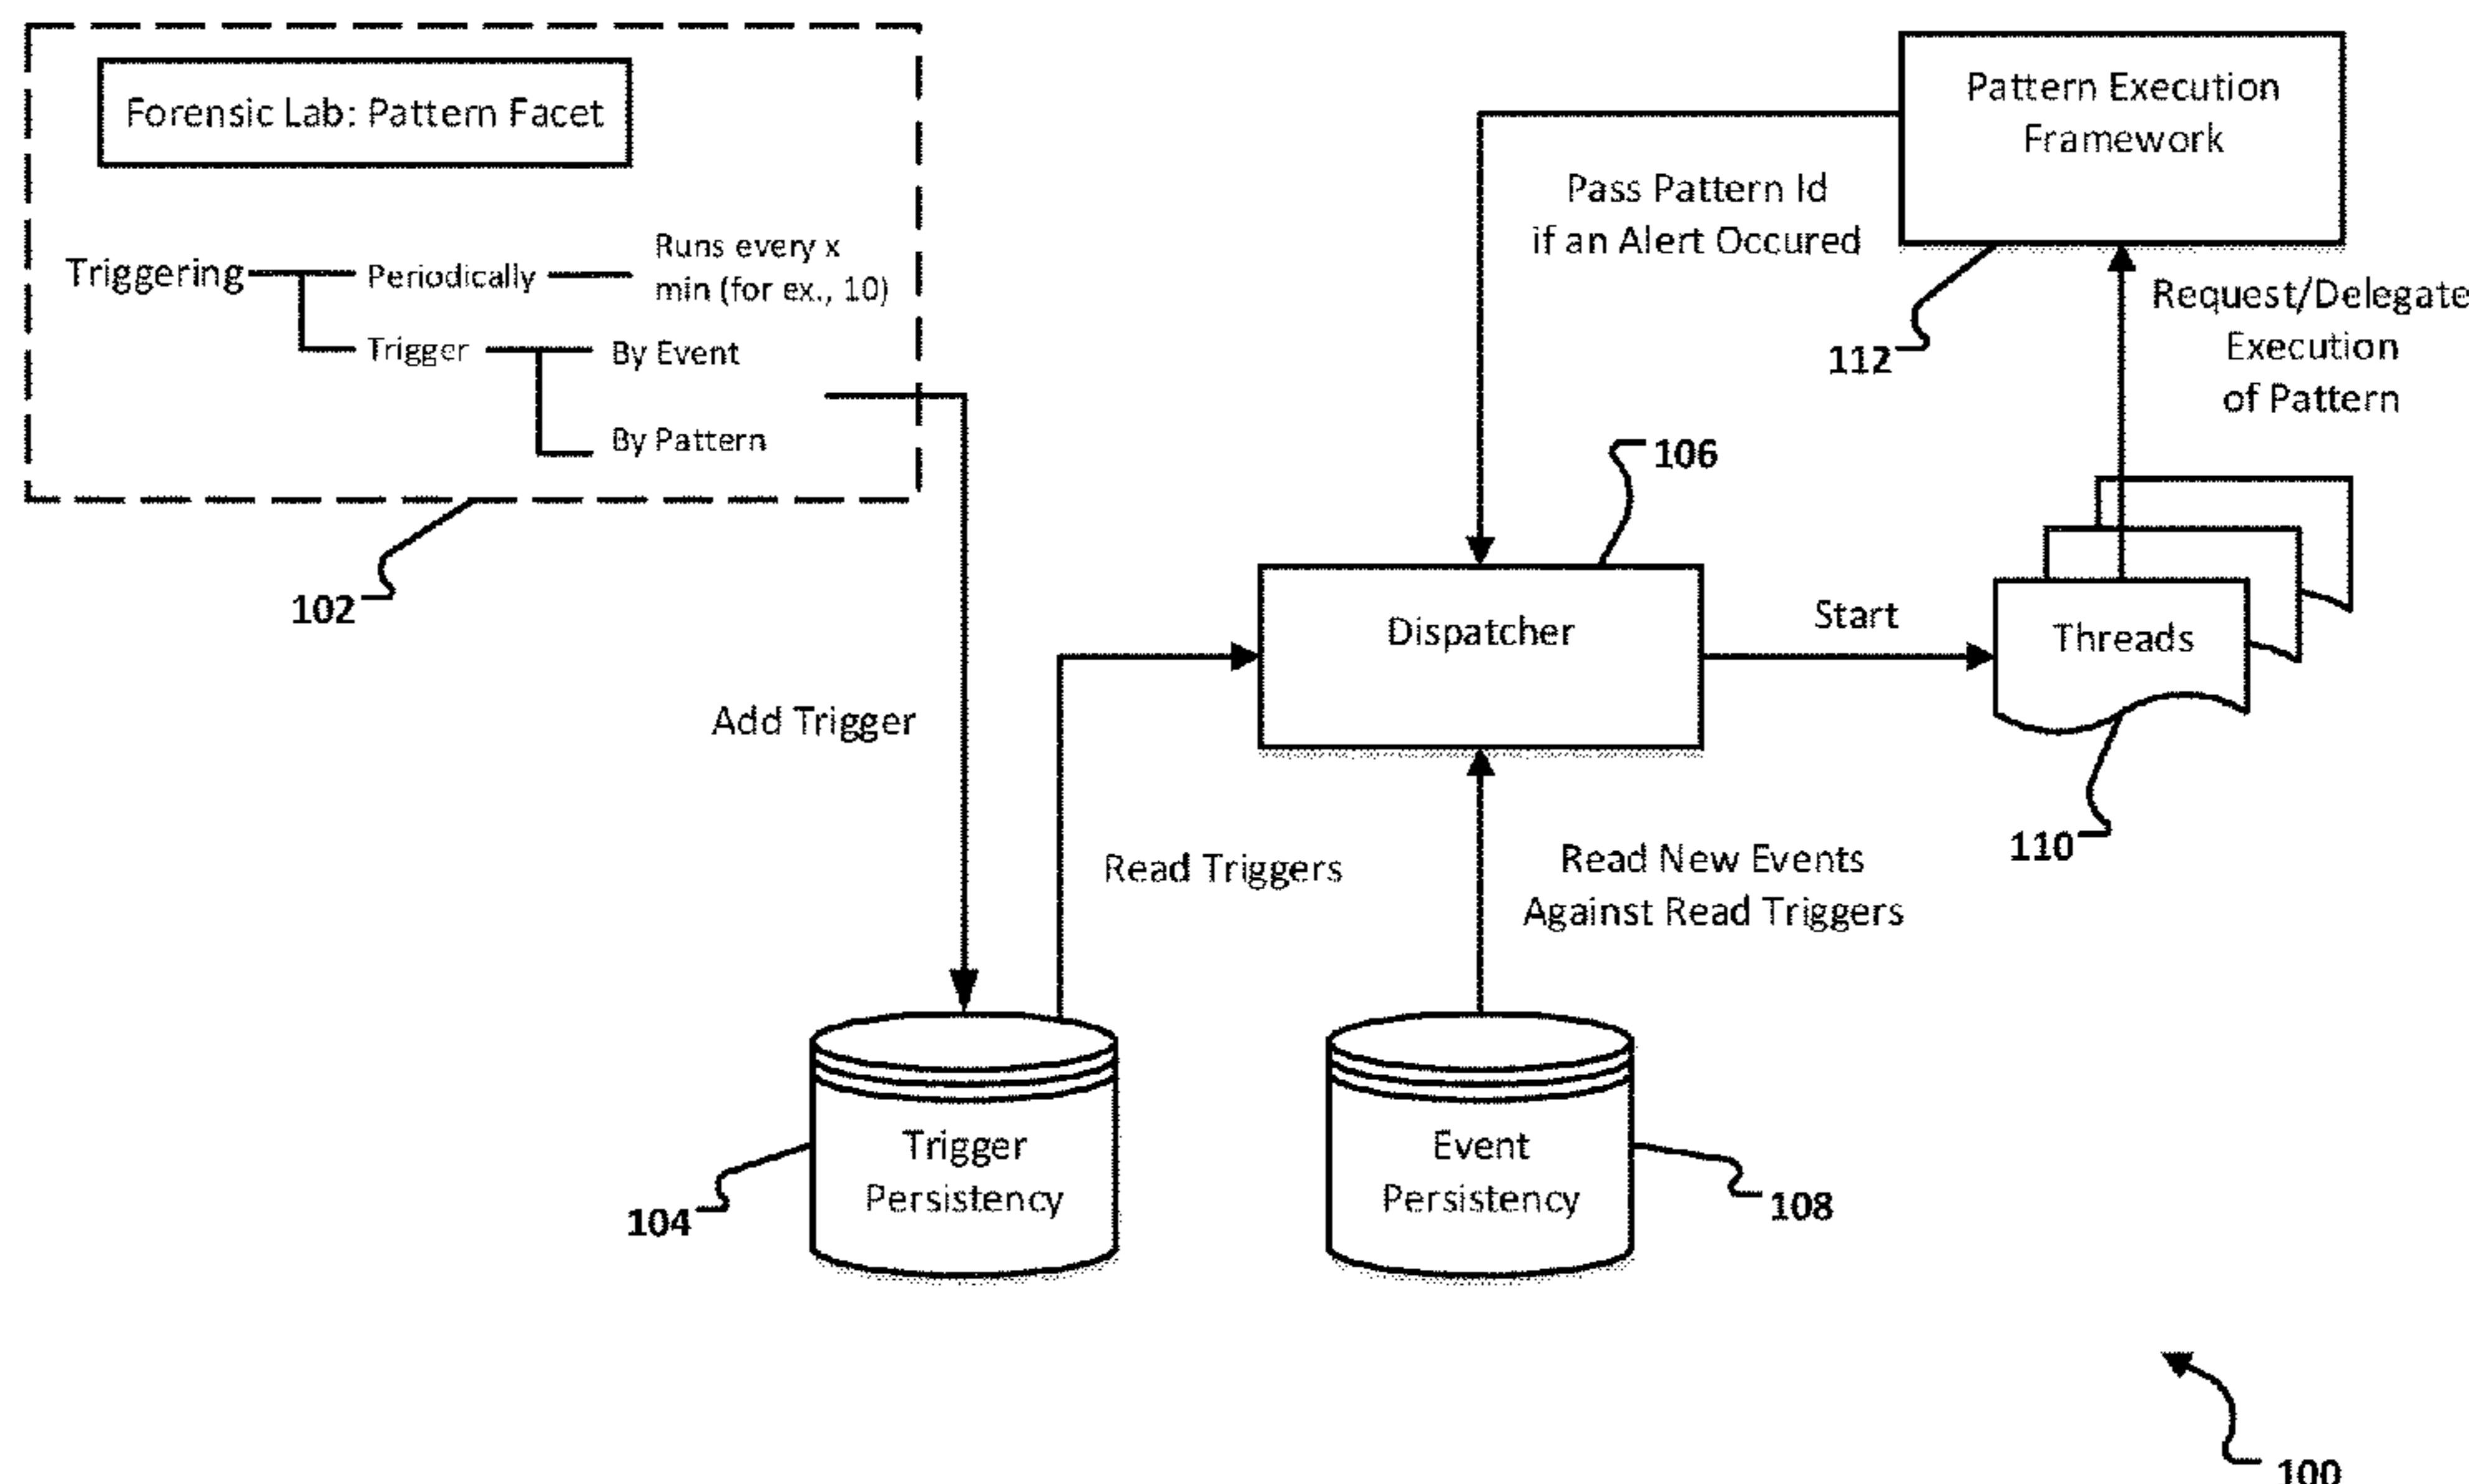 Forensic Lab: Pattern Facet
Triggering
Periodically
Runs every x
min (for ex., 10)
Trigger
By Event
By Pattern
102
Pattern Execution
Framework
112
Pass Pattern Id
if an Alert Occured
Request/Delegate
Execution
of Pattern
106
Dispatcher
Start
Threads
110
Add Trigger
Read Triggers
Read New Events
Against Read Triggers
Trigger
Persistency
104
Event
Persistency
108
100